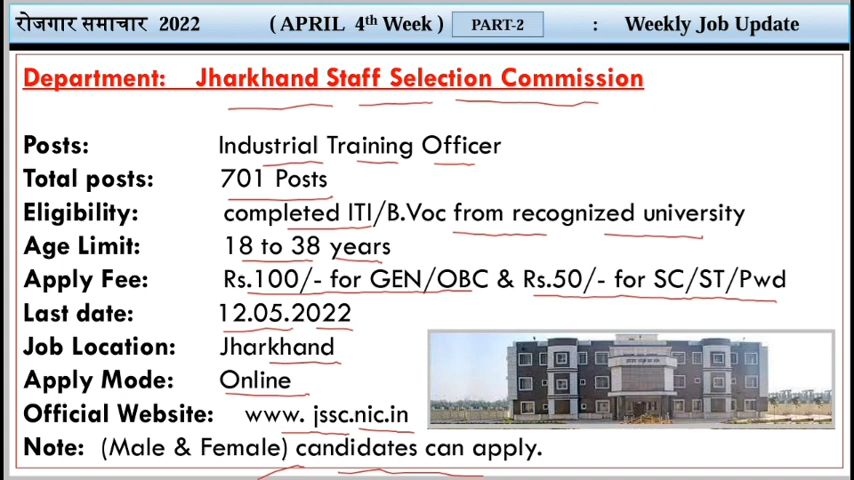 रोजगार समाचार 2022 ( APRIL 4th Week ) PART-2 : Weekly Job Update
Department: Jharkhand Staff Selection Commission
Posts: Industrial Training Officer
Total posts: 701 Posts
Eligibility: completed ITI/B.Voc from recognized university
Age Limit: 18 to 38 years
Apply Fee: Rs.100/- for GEN/OBC & Rs.50/- for SC/ST/Pwd
Last date: 12.05.2022
Job Location: Jharkhand
Apply Mode: Online
Official Website: www. jssc.nic.in
Note: (Male & Female) candidates can apply.